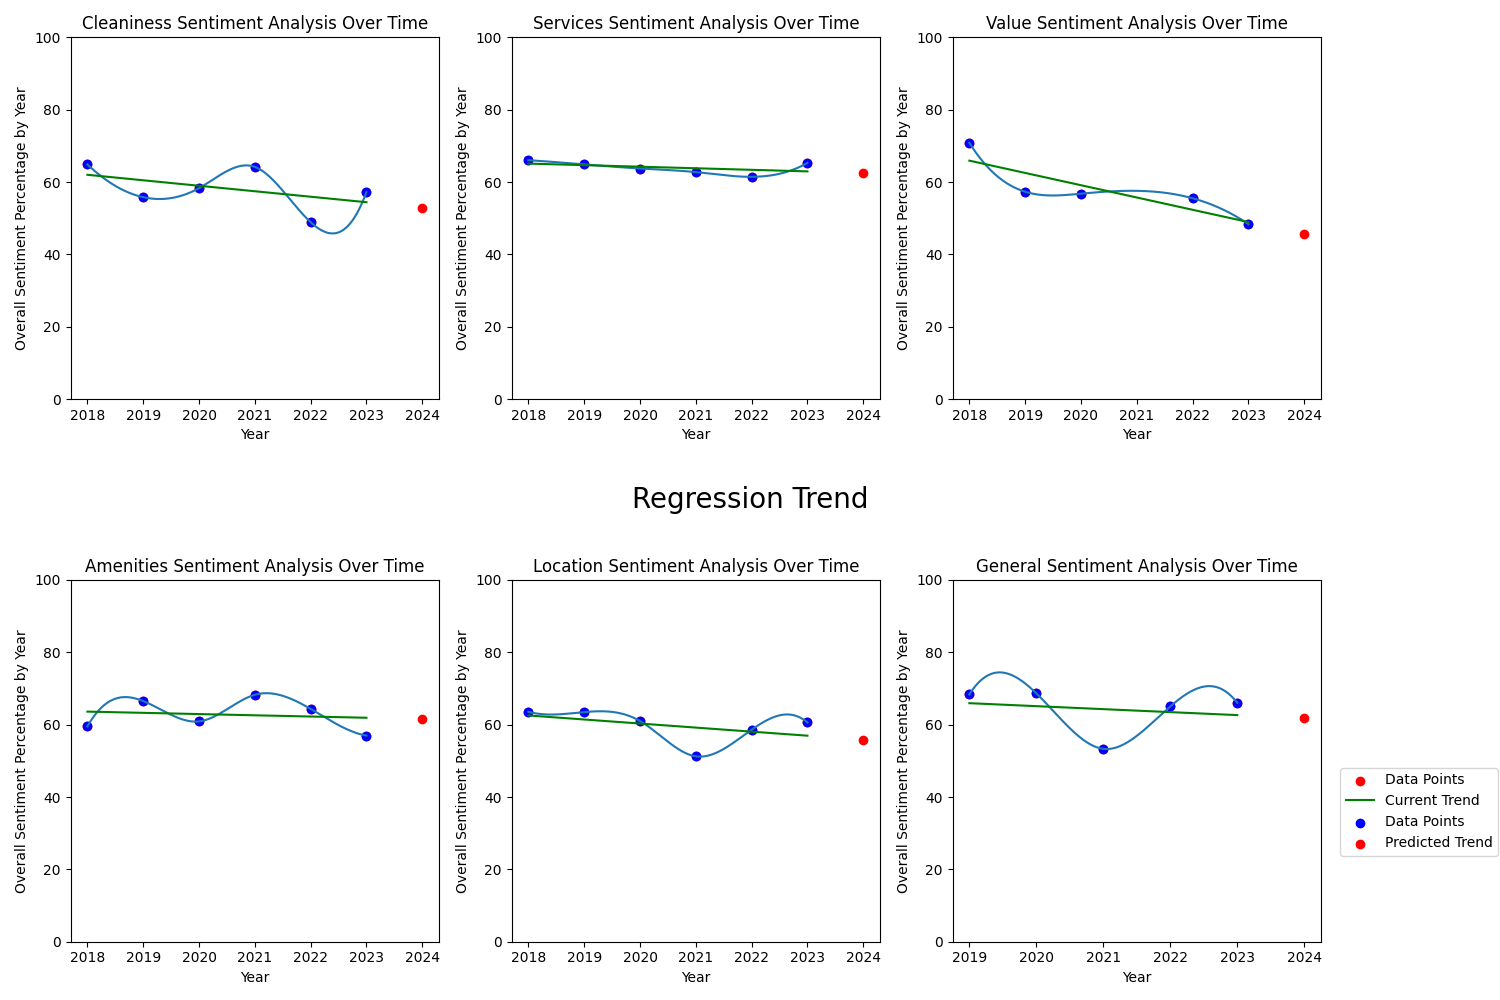 Cleaniness Sentiment Analysis Over Time
Overall Sentiment Percentage by Year
100
80
60
40
20
0
2018 2019 2020 2021 2022 2023 2024
Year
Services Sentiment Analysis Over Time
Overall Sentiment Percentage by Year
100
80
60
40
20
0
2018 2019 2020 2021 2022 2023 2024
Year
Value Sentiment Analysis Over Time
Overall Sentiment Percentage by Year
100
80
60
40
20
0
2018 2019 2020 2021 2022 2023 2024
Year
Regression Trend
Amenities Sentiment Analysis Over Time
Overall Sentiment Percentage by Year
100
80
60
40
20
0
2018 2019 2020 2021 2022 2023 2024
Year
Location Sentiment Analysis Over Time
Overall Sentiment Percentage by Year
100
80
60
40
20
0
2018 2019 2020 2021 2022 2023 2024
Year
General Sentiment Analysis Over Time
Overall Sentiment Percentage by Year
100
80
60
40
20
0
2019 2020 2021 2022 2023 2024
Year
Data Points
Current Trend
Data Points
Predicted Trend